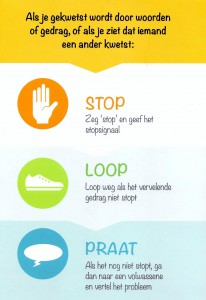 Als je gekwetst wordt door woorden
of gedrag, of als je ziet dat iemand
een ander kwetst:
STOP
Zeg 'stop' en geef het
stopsignaal
LOOP
Loop weg als het vervelende
gedrag niet stopt
PRAAT
Als het nog niet stopt, ga
dan naar een volwassene
en vertel het probleem